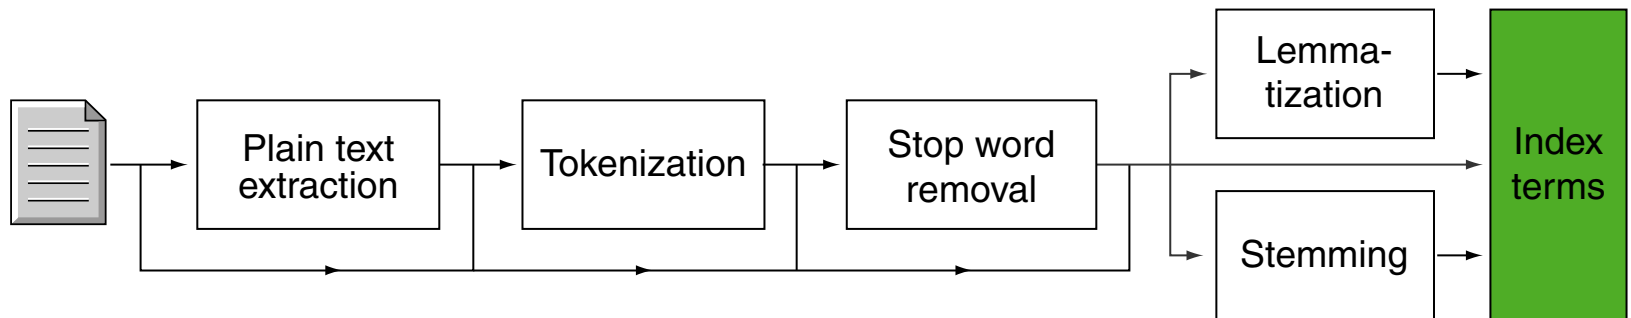 Plain text
extraction
Tokenization
Stop word
removal
Lemma-
tization
Stemming
Index
terms